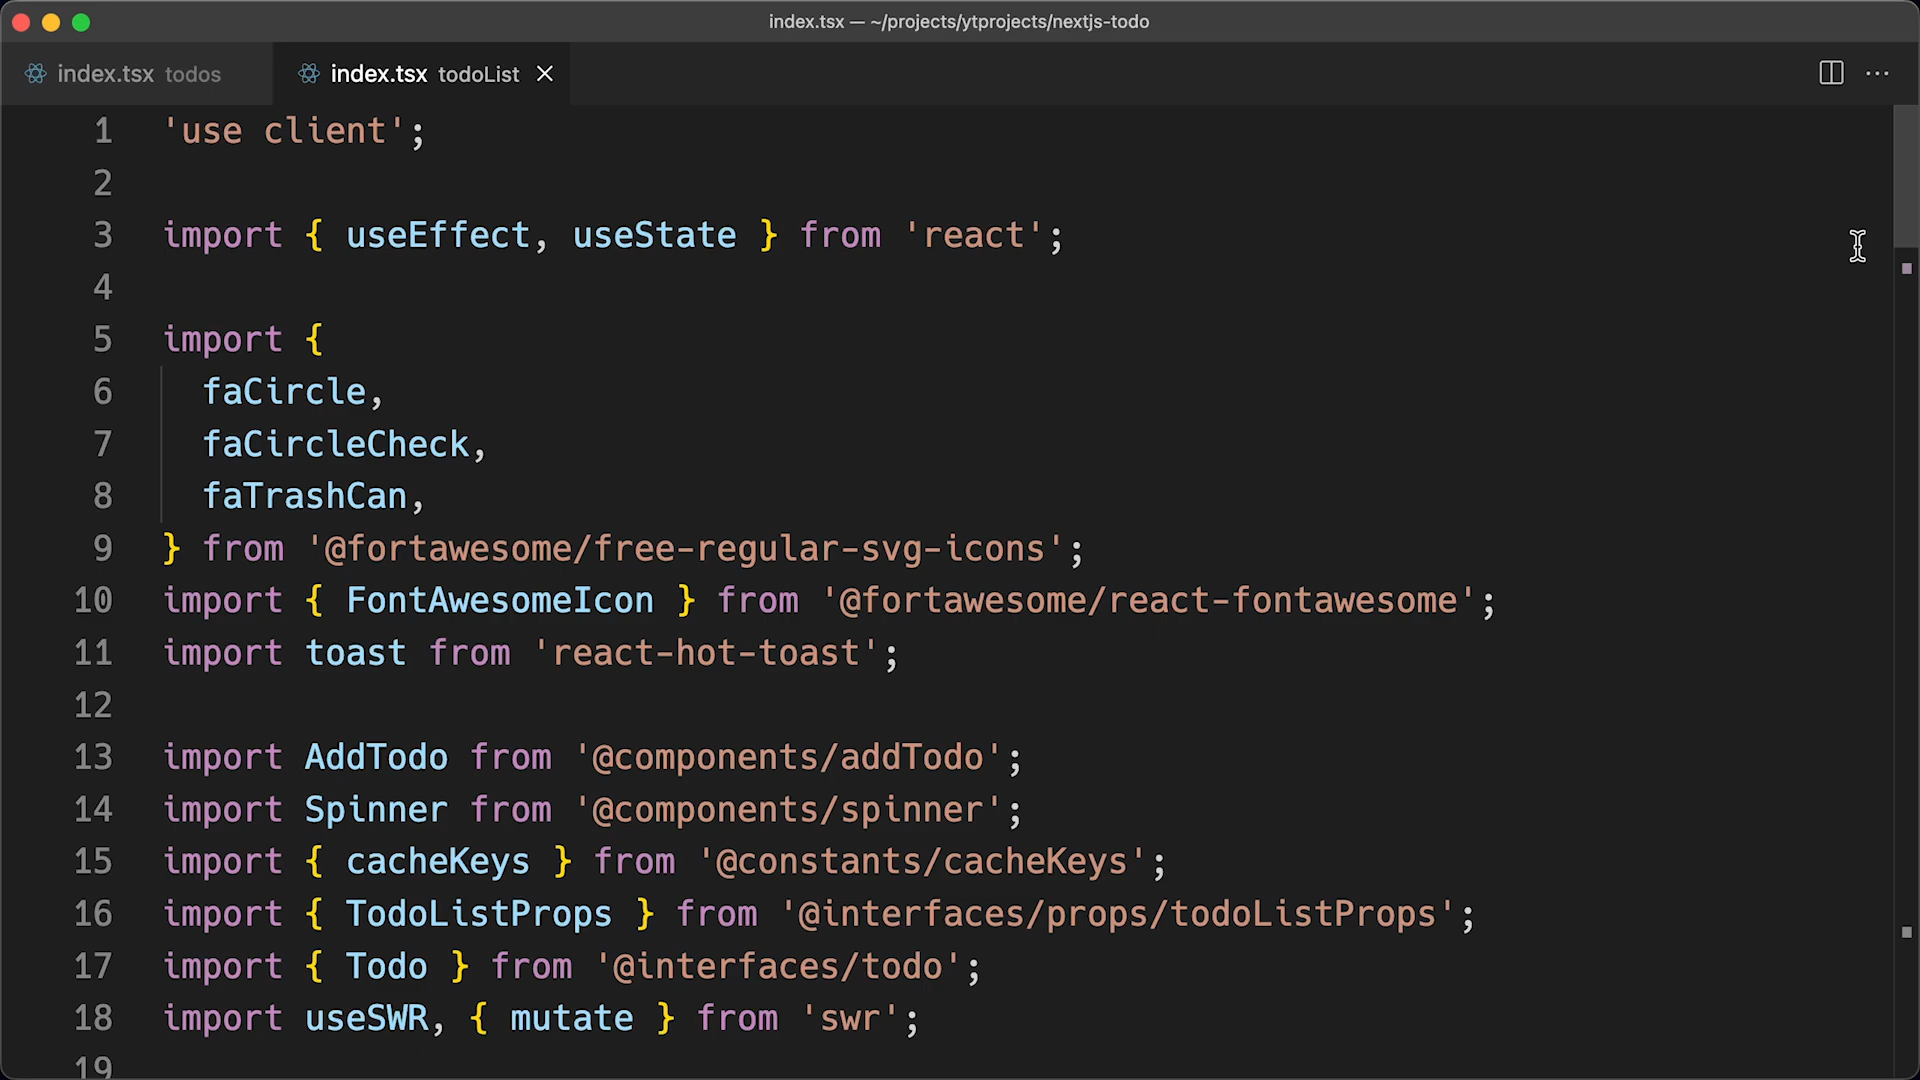 index.tsx — ~/projects/ytprojects/nextjs-todo
index.tsx todos
index.tsx todoList
1 'use client';
2
3 import { useEffect, useState } from 'react';
4
5 import {
6 faCircle,
7 faCircleCheck,
8 faTrashCan,
9 } from '@fortawesome/free-regular-svg-icons';
10 import { FontAwesomeIcon } from '@fortawesome/react-fontawesome';
11 import toast from 'react-hot-toast';
12
13 import AddTodo from '@components/addTodo';
14 import Spinner from '@components/spinner';
15 import { cacheKeys } from '@constants/cacheKeys';
16 import { TodoListProps } from '@interfaces/props/todoListProps';
17 import { Todo } from '@interfaces/todo';
18 import useSWR, { mutate } from 'swr';
19